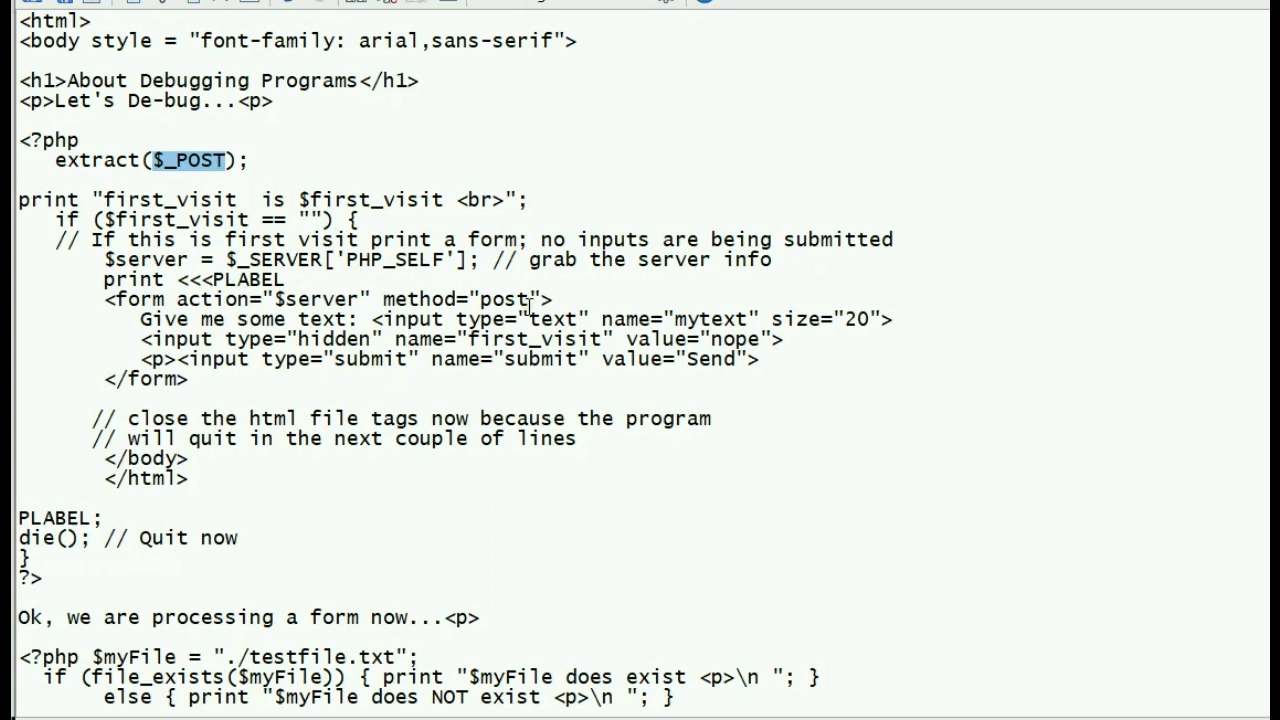 <html>
<body style = "font-family: arial,sans-serif">
<h1>About Debugging Programs</h1>
<p>Let's De-bug...<p>
<?php
extract($_POST);
print "first_visit  is $first_visit <br>";
if ($first_visit == "") {
// If this is first visit print a form; no inputs are being submitted
$server = $_SERVER['PHP_SELF']; // grab the server info
print <<<PLABEL
<form action="$server" method="post">
Give me some text: <input type="text" name="mytext" size="20">
<input type="hidden" name="first_visit" value="nope">
<p><input type="submit" name="submit" value="Send">
</form>
// close the html file tags now because the program
// will quit in the next couple of lines
</body>
</html>
PLABEL;
die(); // Quit now
}
?>
Ok, we are processing a form now...<p>
<?php $myFile = "./testfile.txt";
if (file_exists($myFile)) { print "$myFile does exist <p>\n "; }
else { print "$myFile does NOT exist <p>\n "; }